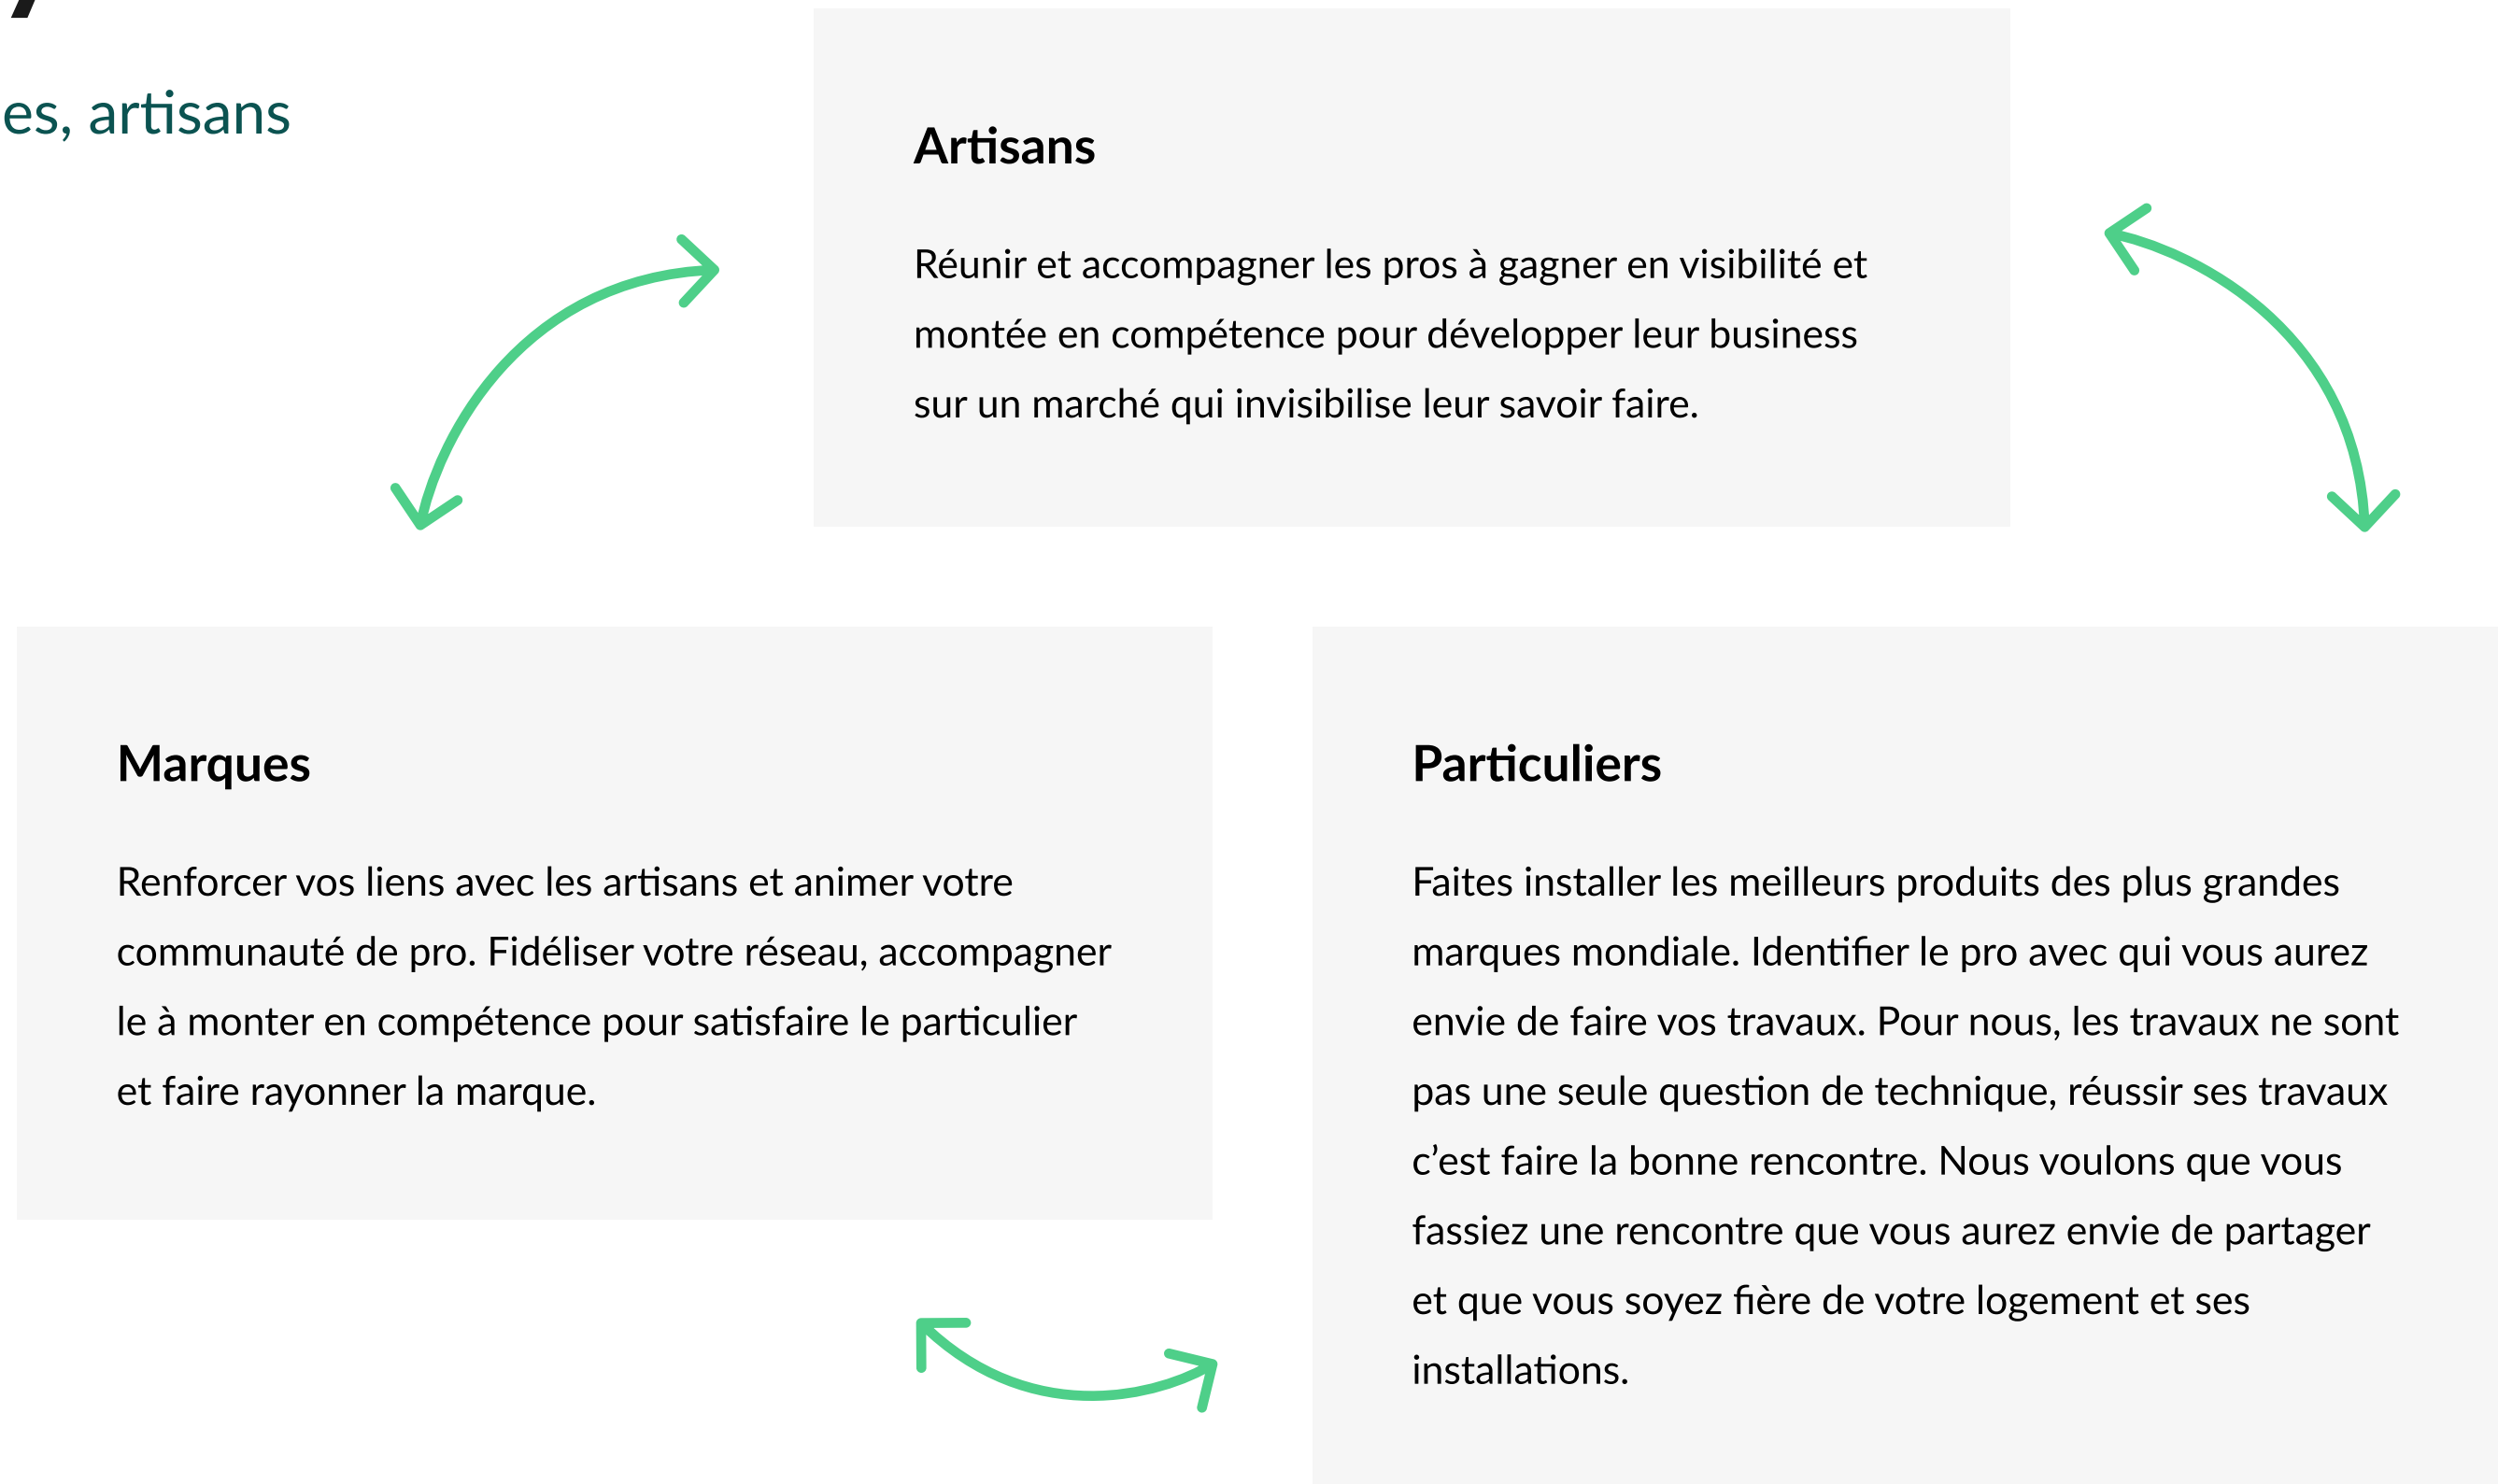 es, artisans
Artisans
Réunir et accompagner les pros à gagner en visibilité et
montée en compétence pour développer leur business
sur un marché qui invisibilise leur savoir faire.
Marques
Renforcer vos liens avec les artisans et animer votre
communauté de pro. Fidéliser votre réseau, accompagner
le à monter en compétence pour satisfaire le particulier
et faire rayonner la marque.
Particuliers
Faites installer les meilleurs produits des plus grandes
marques mondiale. Identifier le pro avec qui vous aurez
envie de faire vos travaux. Pour nous, les travaux ne sont
pas une seule question de technique, réussir ses travaux
c’est faire la bonne rencontre. Nous voulons que vous
fassiez une rencontre que vous aurez envie de partager
et que vous soyez fière de votre logement et ses
installations.